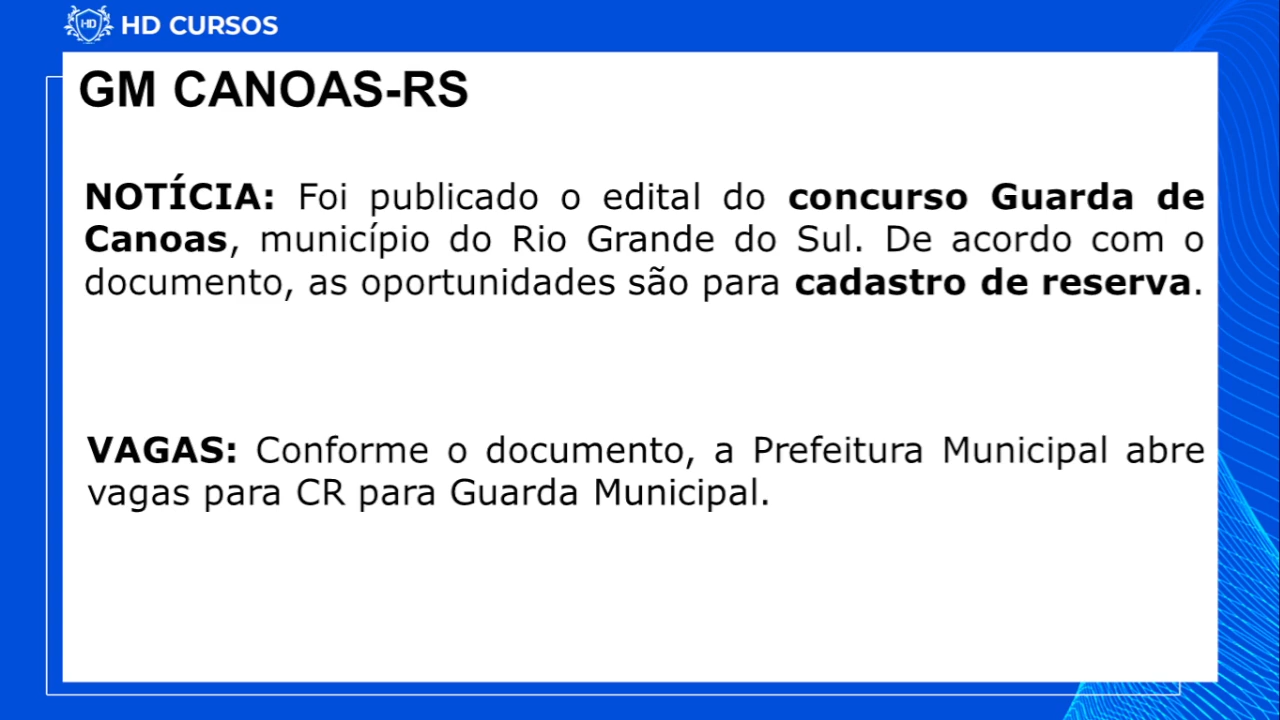 HD CURSOS
GM CANOAS-RS
NOTÍCIA: Foi publicado o edital do concurso Guarda de
Canoas, município do Rio Grande do Sul. De acordo com o
documento, as oportunidades são para cadastro de reserva.
VAGAS: Conforme o documento, a Prefeitura Municipal abre
vagas para CR para Guarda Municipal.